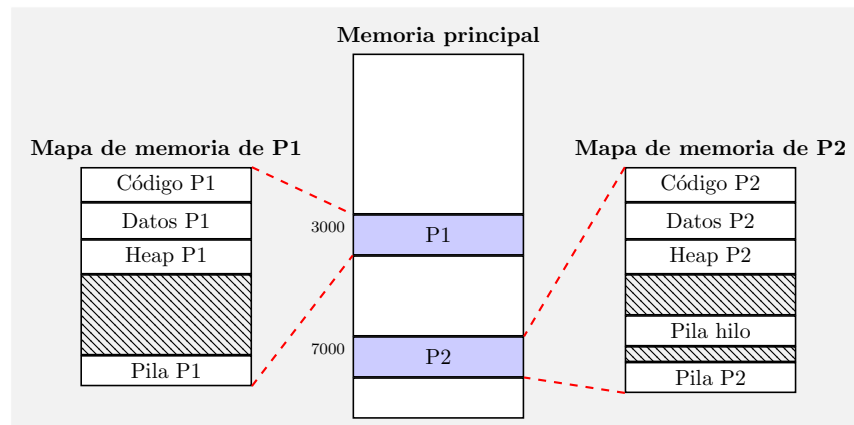 Memoria principal
Mapa de memoria de P1
Código P1
Datos P1
Heap P1
Pila P1
3000
P1
7000
P2
Mapa de memoria de P2
Código P2
Datos P2
Heap P2
Pila hilo
Pila P2